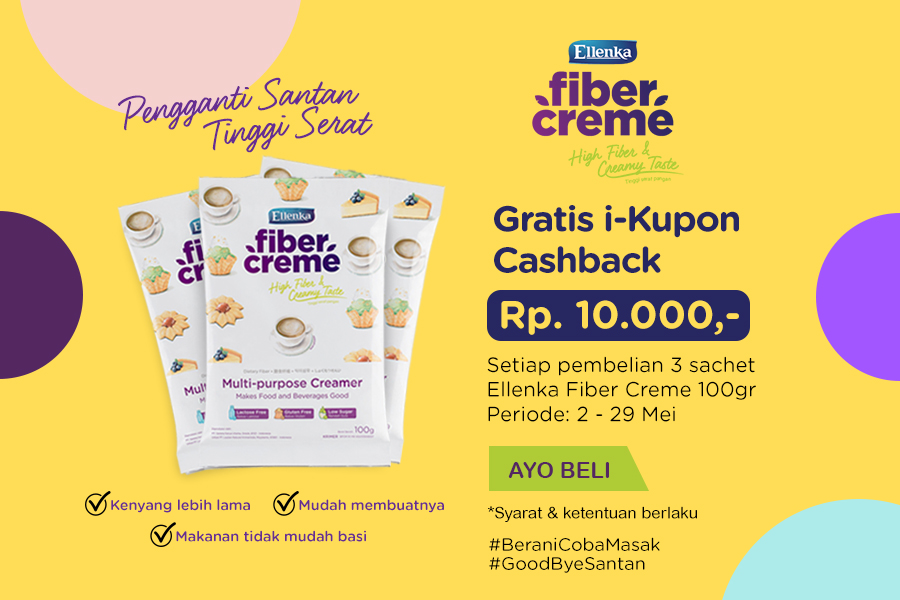 Pengganti Santan
Tinggi Serat
Ellenka
fiber
creme
High Fiber &
Creamy Taste
Ellenka
fiber
creme
High Fiber &
Creamy Taste
Multi-purpose Creamer
Makes Food and Beverages Good
Lactose Free
Gluten Free
Low Sugar
100g
Gratis i-Kupon
Cashback
Rp. 10.000,-
Setiap pembelian 3 sachet
Ellenka Fiber Creme 100gr
Periode: 2 - 29 Mei
AYO BELI
*Syarat & ketentuan berlaku
#BeraniCobaMasak
#GoodByeSantan
Kenyang lebih lama
Mudah membuatnya
Makanan tidak mudah basi